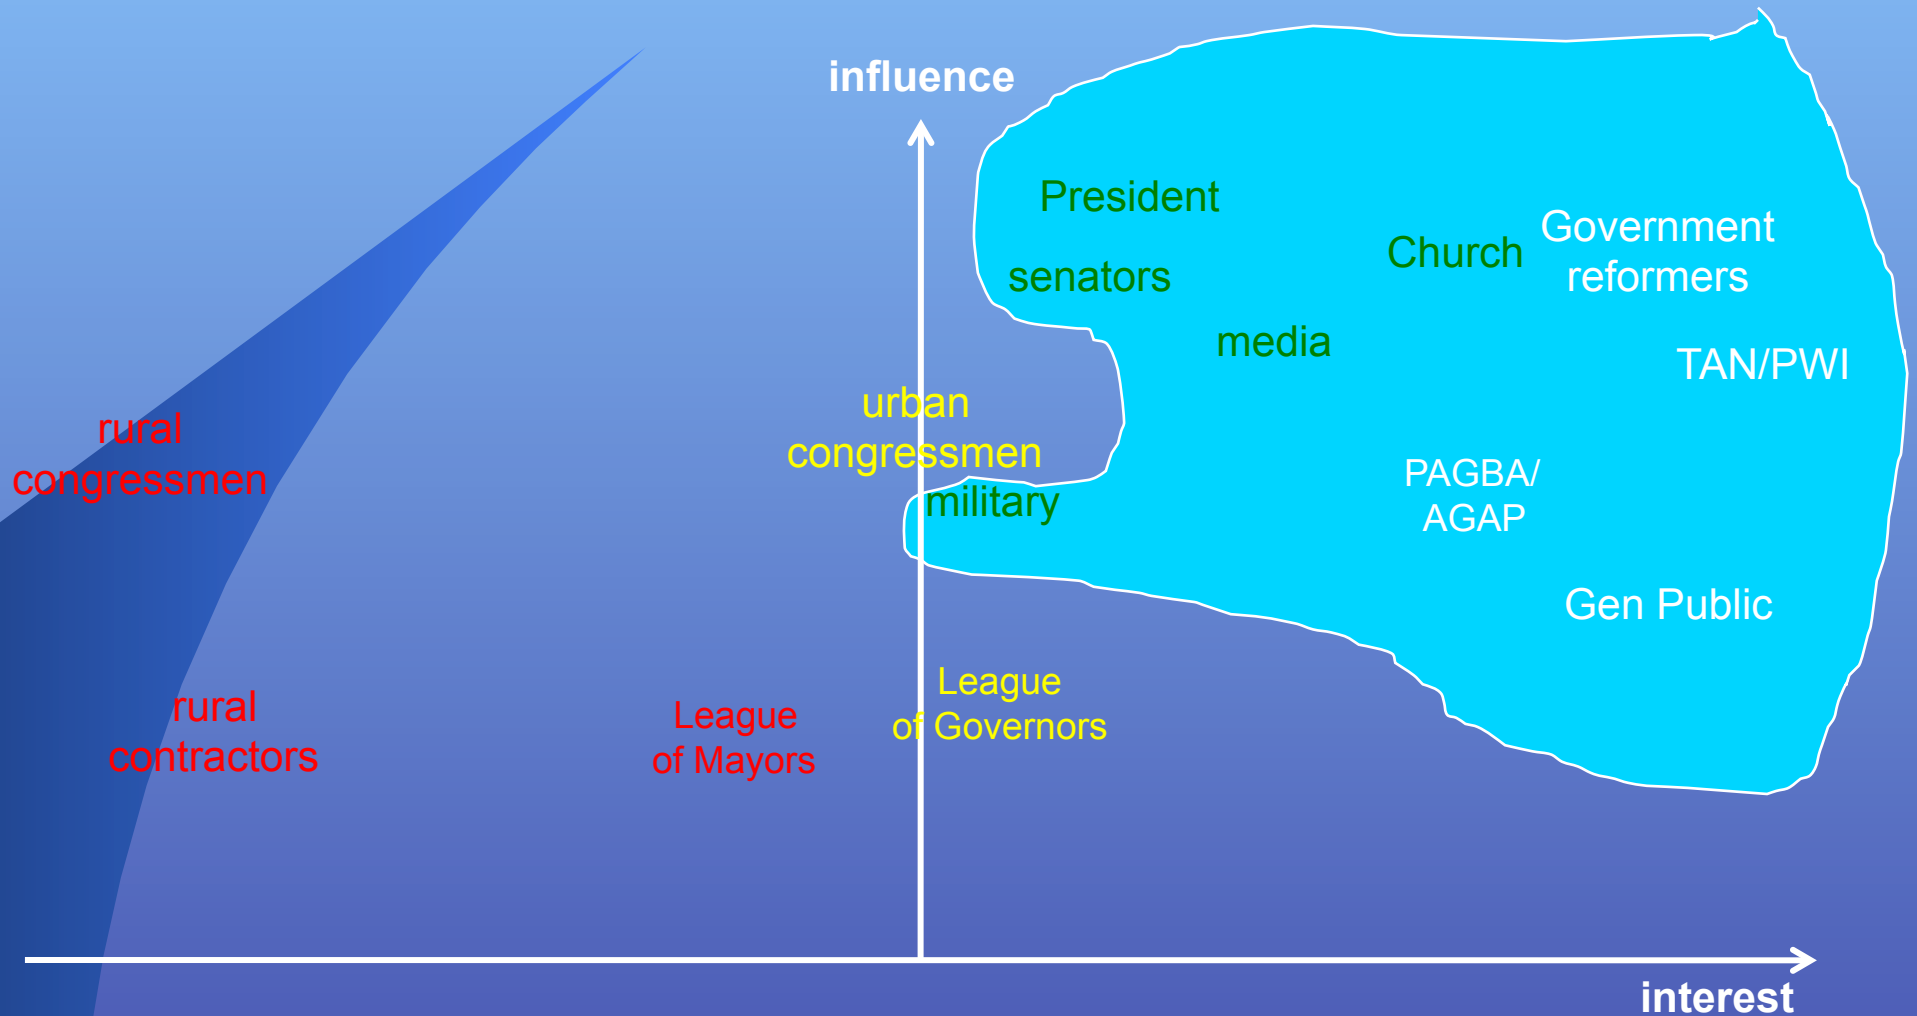 influence
President
senators
Church
Government
reformers
media
TAN/PWI
urban
congressmen
rural
congressmen
military
PAGBA/
AGAP
Gen Public
League
of Governors
League
of Mayors
rural
contractors
interest